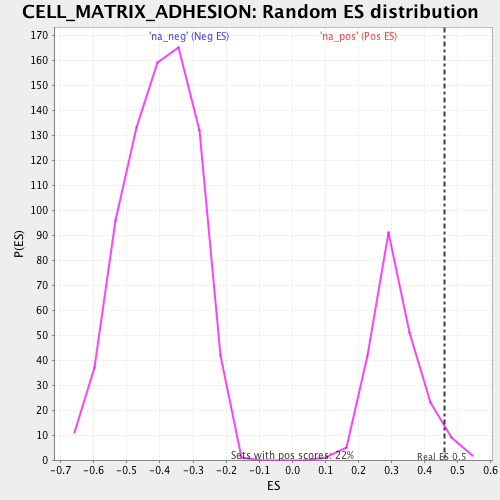 CELL_MATRIX_ADHESION: Random ES distribution
'na_neg' (Neg ES) 'na_pos' (Pos ES)
170
160
150
140
130
120
110
100
90
80
70
60
50
40
30
20
10
0
P(ES)
Sets with pos scores: 22%
Real ES 0.5
-0.7 -0.6 -0.5 -0.4 -0.3 -0.2 -0.1 0.0 0.1 0.2 0.3 0.4 0.5 0.6
ES